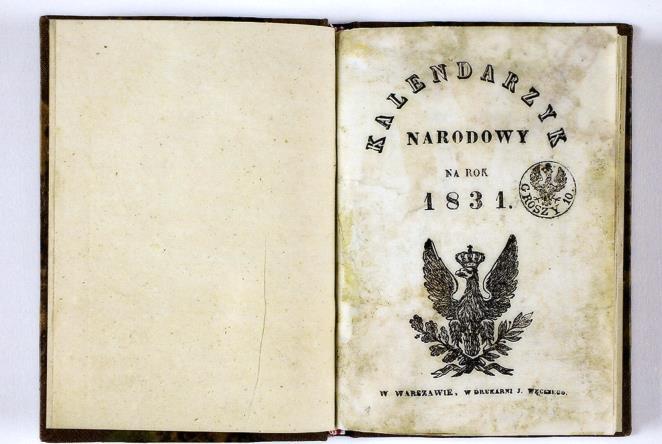 KALENDARZYK
NARODOWY
NA ROK
1831.
GROSZY 10.
W WARSZAWIE, W DRUKARNI J. WĘCKIEGO.